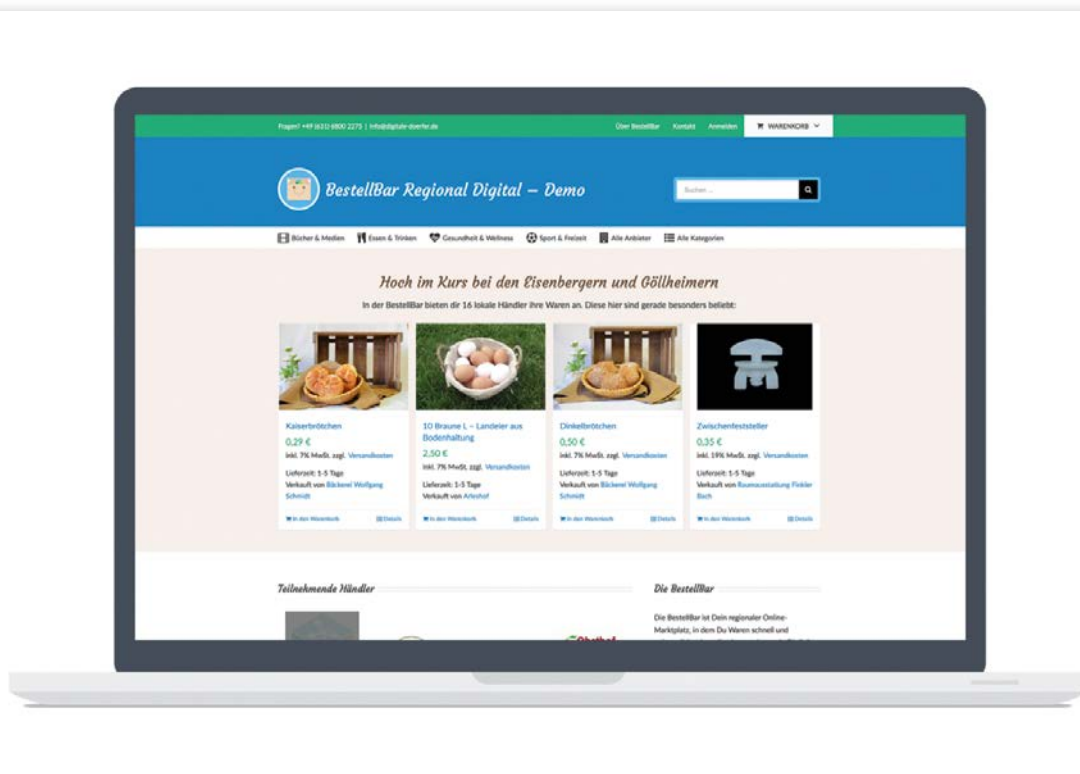 Fragen? +49 (631) 6800 2275 | info@digitale-doerfer.de
Über BestellBar Kontakt Anmelden WARENKORB
BestellBar Regional Digital – Demo
Suchen ...
Bücher & Medien Essen & Trinken Gesundheit & Wellness Sport & Freizeit Alle Anbieter Alle Kategorien
Hoch im Kurs bei den Eisenbergern und Göllheimern
In der BestellBar bieten dir 16 lokale Händler ihre Waren an. Diese hier sind gerade besonders beliebt:
Kaiserbrötchen
0,29 €
inkl. 7% MwSt. zzgl. Versandkosten
Lieferzeit: 1-5 Tage
Verkauft von Bäckerei Wolfgang
Schmidt
In den Warenkorb Details
10 Braune L – Landeier aus
Bodenhaltung
2,50 €
inkl. 7% MwSt. zzgl. Versandkosten
Lieferzeit: 1-5 Tage
Verkauft von Arleshof
In den Warenkorb Details
Dinkelbrötchen
0,50 €
inkl. 7% MwSt. zzgl. Versandkosten
Lieferzeit: 1-5 Tage
Verkauft von Bäckerei Wolfgang
Schmidt
In den Warenkorb Details
Zwischenfeststeller
0,35 €
inkl. 19% MwSt. zzgl. Versandkosten
Lieferzeit: 1-5 Tage
Verkauft von Raumausstattung Finkler
Bach
In den Warenkorb Details
Teilnehmende Händler
Obsthof
Die BestellBar
Die BestellBar ist Dein regionaler Online-
Marktplatz, in dem Du Waren schnell und